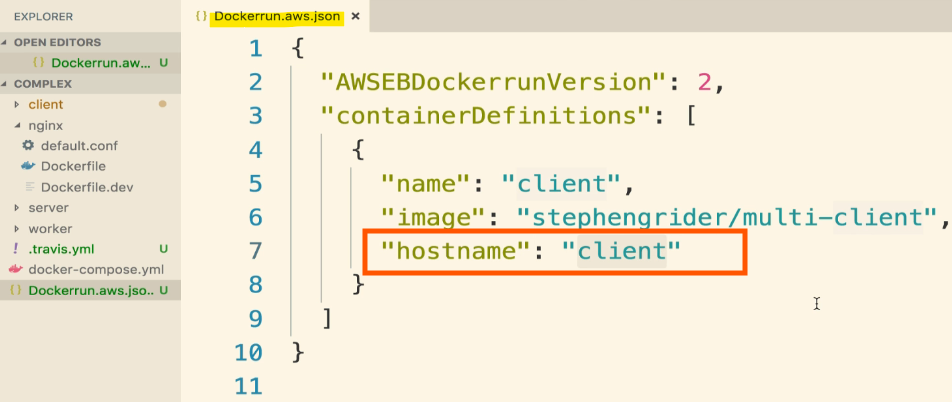 EXPLORER
OPEN EDITORS
{} Dockerrun.aw... U
COMPLEX
client
nginx
default.conf
Dockerfile
Dockerfile.dev
server
worker
! .travis.yml U
docker-compose.yml
{} Dockerrun.aws.jso.. U
{} Dockerrun.aws.json ×
1 {
2 "AWSEBDockerrunVersion": 2,
3 "containerDefinitions": [
4 {
5 "name": "client",
6 "image": "stephengrider/multi-client",
7 "hostname": "client"
8 }
9 ]
10 }
11